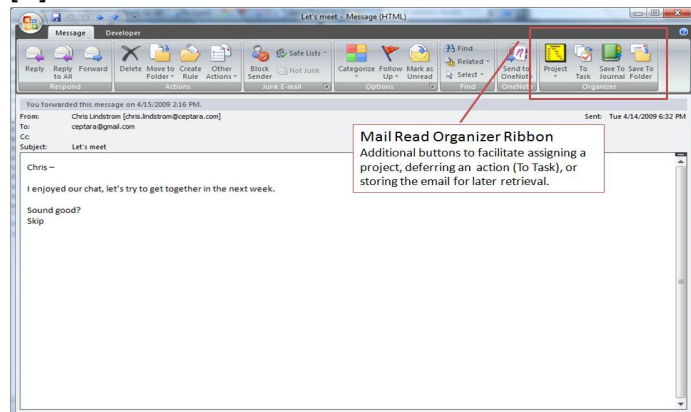 Let's meet - Message (HTML)
Message Developer
Reply Reply to All Forward Delete Move to Folder Create Rule Other Actions Block Sender Safe Lists Not Junk Categorize Follow Up Mark as Unread Find Related Select Send to OneNote Project To Task Save To Journal Save To Folder
Respond Actions Junk E-mail Options Find OneNote Organizer
You forwarded this message on 4/15/2009 2:16 PM.
From: Chris Lindstrom [chris.lindstrom@ceptara.com] Sent: Tue 4/14/2009 6:32 PM
To: ceptara@gmail.com
Cc:
Subject: Let's meet
Mail Read Organizer Ribbon
Additional buttons to facilitate assigning a
project, deferring an action (To Task), or
storing the email for later retrieval.
Chris –
I enjoyed our chat, let's try to get together in the next week.
Sound good?
Skip